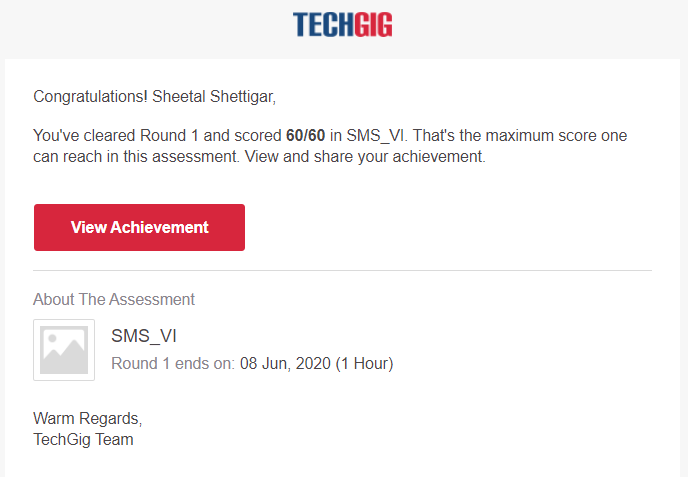 TECHGIG
Congratulations! Sheetal Shettigar,
You've cleared Round 1 and scored 60/60 in SMS_VI. That's the maximum score one
can reach in this assessment. View and share your achievement.
View Achievement
About The Assessment
SMS_VI
Round 1 ends on: 08 Jun, 2020 (1 Hour)
Warm Regards,
TechGig Team